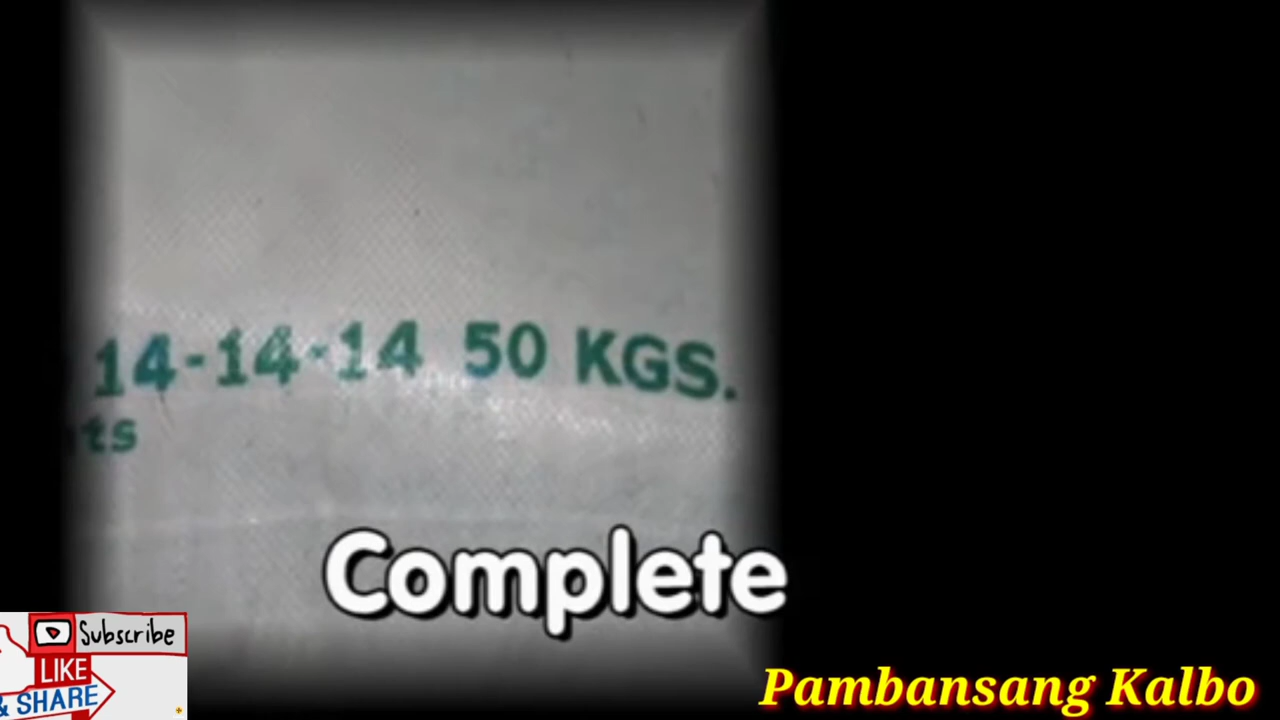 14-14-14 50 KGS.
ts
Complete
Subscribe
LIKE
& SHARE
Pambansang Kalbo